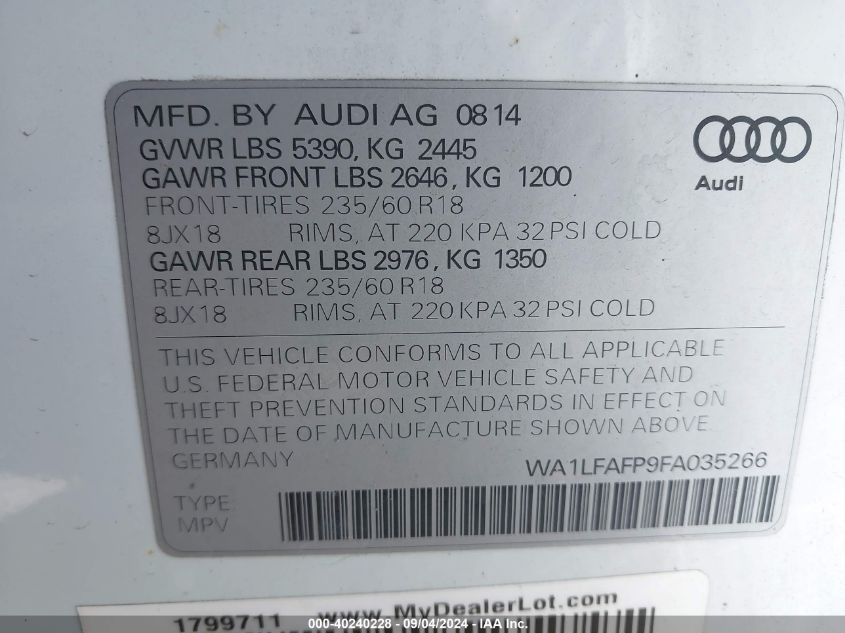 MFD. BY AUDI AG 0814
GVWR LBS 5390, KG 2445
GAWR FRONT LBS 2646, KG 1200
FRONT-TIRES 235/60 R18
8JX18 RIMS, AT 220 KPA 32 PSI COLD
GAWR REAR LBS 2976, KG 1350
REAR-TIRES 235/60 R18
8JX18 RIMS, AT 220 KPA 32 PSI COLD
Audi
THIS VEHICLE CONFORMS TO ALL APPLICABLE
U.S. FEDERAL MOTOR VEHICLE SAFETY AND
THEFT PREVENTION STANDARDS IN EFFECT ON
THE DATE OF MANUFACTURE SHOWN ABOVE
GERMANY WA1LFAFP9FA035266
TYPE
MPV
1799711 www.MyDealerLot.com
000-40240228 - 09/04/2024 - Copyright IAA, Inc.